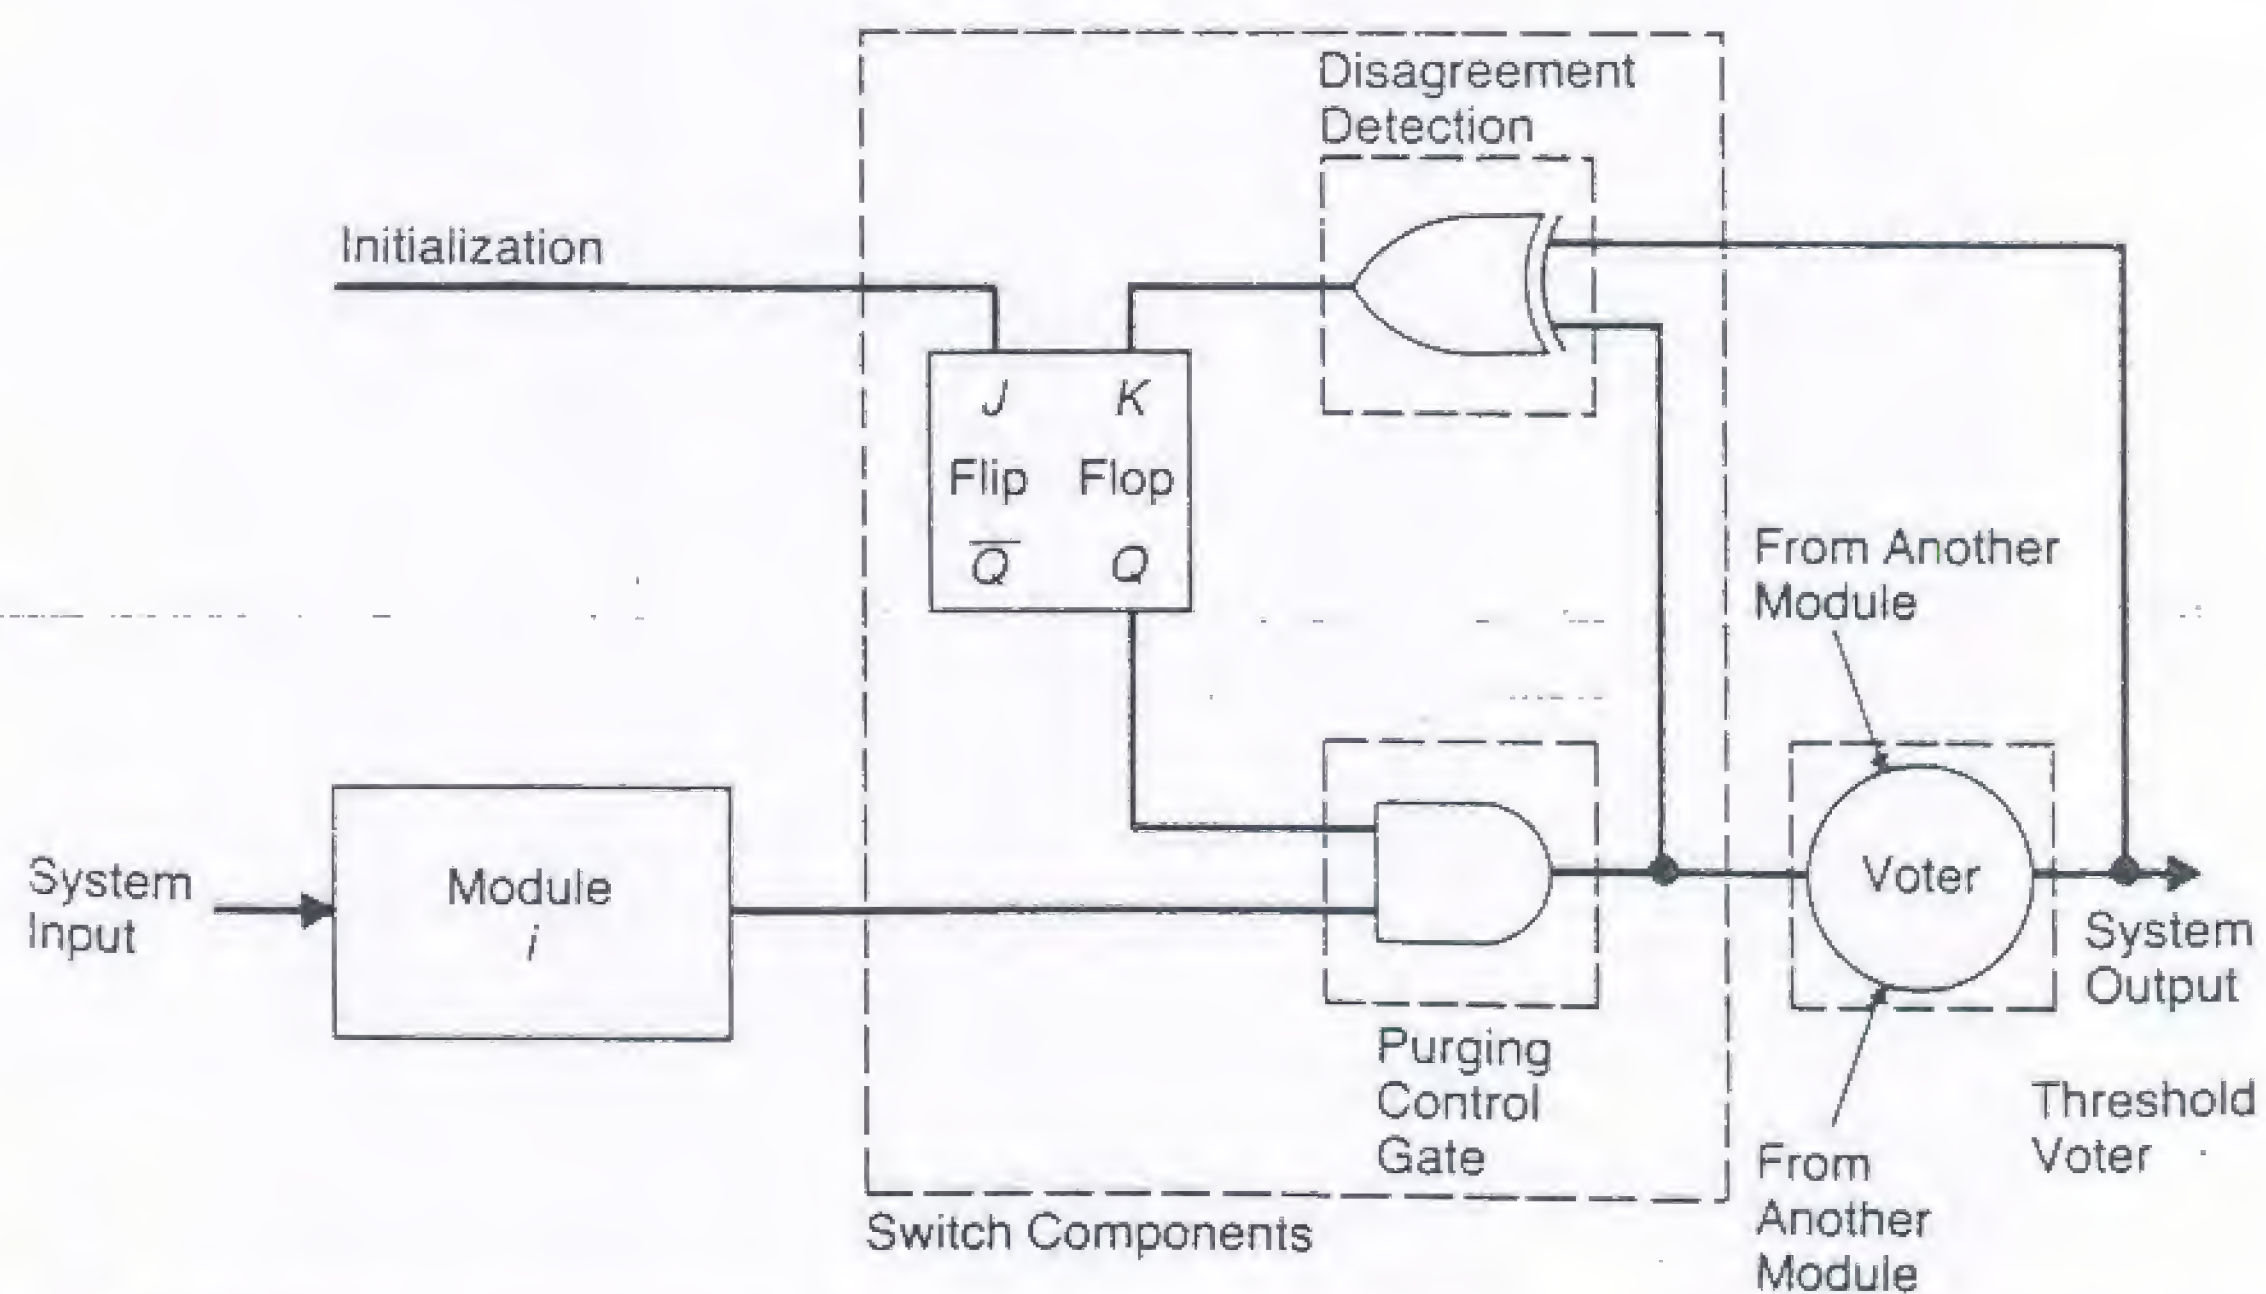 Disagreement
Detection
Initialization
J K
Flip Flop
Q̅ Q
From Another
Module
System
Input
Module
i
Voter
System
Output
Purging
Control
Gate
Threshold
Voter
From
Another
Module
Switch Components